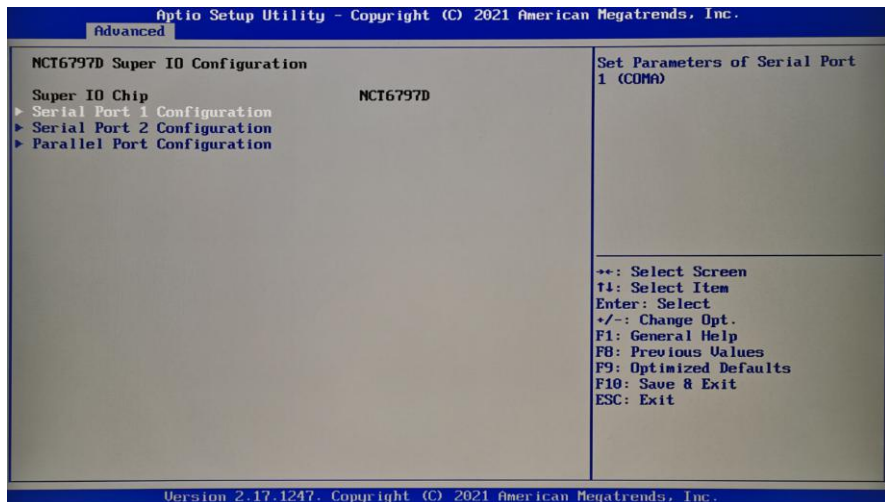 Aptio Setup Utility - Copyright (C) 2021 American Megatrends, Inc.
Advanced
NCT6797D Super IO Configuration
Super IO Chip NCT6797D
▶ Serial Port 1 Configuration
▶ Serial Port 2 Configuration
▶ Parallel Port Configuration
Set Parameters of Serial Port
1 (COMA)
→←: Select Screen
↑↓: Select Item
Enter: Select
+/-: Change Opt.
F1: General Help
F8: Previous Values
F9: Optimized Defaults
F10: Save & Exit
ESC: Exit
Version 2.17.1247. Copyright (C) 2021 American Megatrends, Inc.